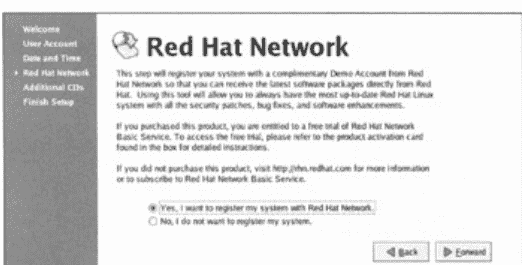 Welcome
User Account
Date and Time
Red Hat Network
Additional CDs
Finish Setup
Red Hat Network
This step will register your system with a complimentary Demo Account from Red
Hat Network so that you can receive the latest software packages directly from Red
Hat. Using this tool will allow you to always have the most up-to-date Red Hat Linux
system with all the security patches, bug fixes, and software enhancements.
If you purchased this product, you are entitled to a free trial of Red Hat Network
Basic Service. To access the free trial, please refer to the product activation card
found in the box for detailed instructions.
If you did not purchase this product, visit http://rhn.redhat.com for more information
or to subscribe to Red Hat Network Basic Service.
Yes, I want to register my system with Red Hat Network.
No, I do not want to register my system.
Back
Forward